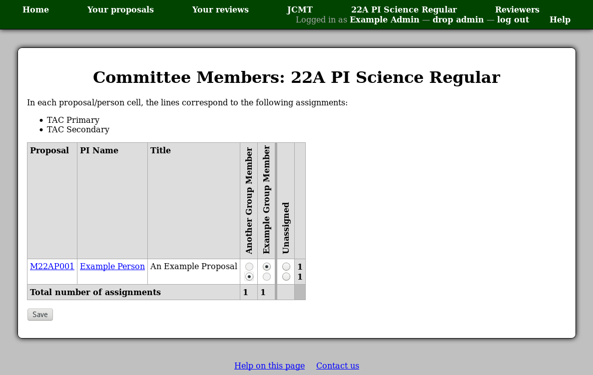 Home Your proposals Your reviews JCMT 22A PI Science Regular Reviewers
Logged in as Example Admin — drop admin — log out Help
Committee Members: 22A PI Science Regular
In each proposal/person cell, the lines correspond to the following assignments:
• TAC Primary
• TAC Secondary
Proposal PI Name Title Another Group Member Example Group Member Unassigned
M22AP001 Example Person An Example Proposal 1
1
Total number of assignments 1 1
Save
Help on this page Contact us